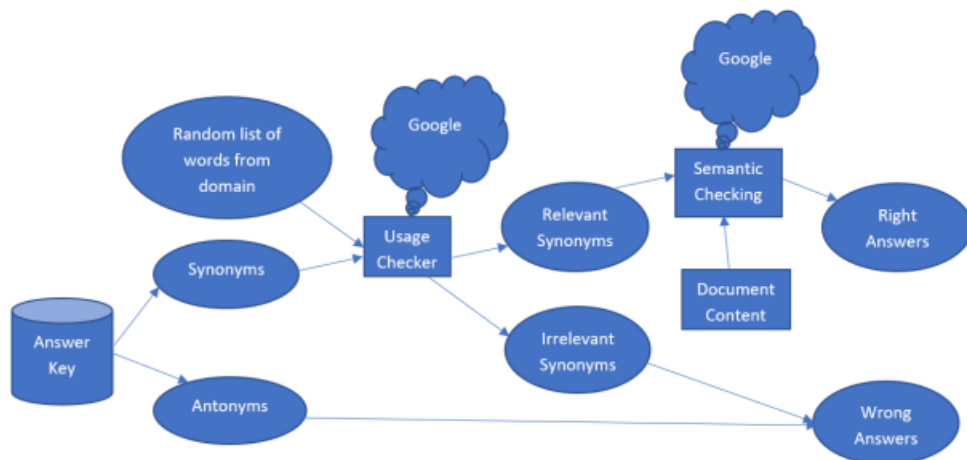 Google
Google
Random list of
words from
domain
Semantic
Checking
Relevant
Synonyms
Right
Answers
Usage
Checker
Synonyms
Document
Content
Answer
Key
Irrelevant
Synonyms
Antonyms
Wrong
Answers